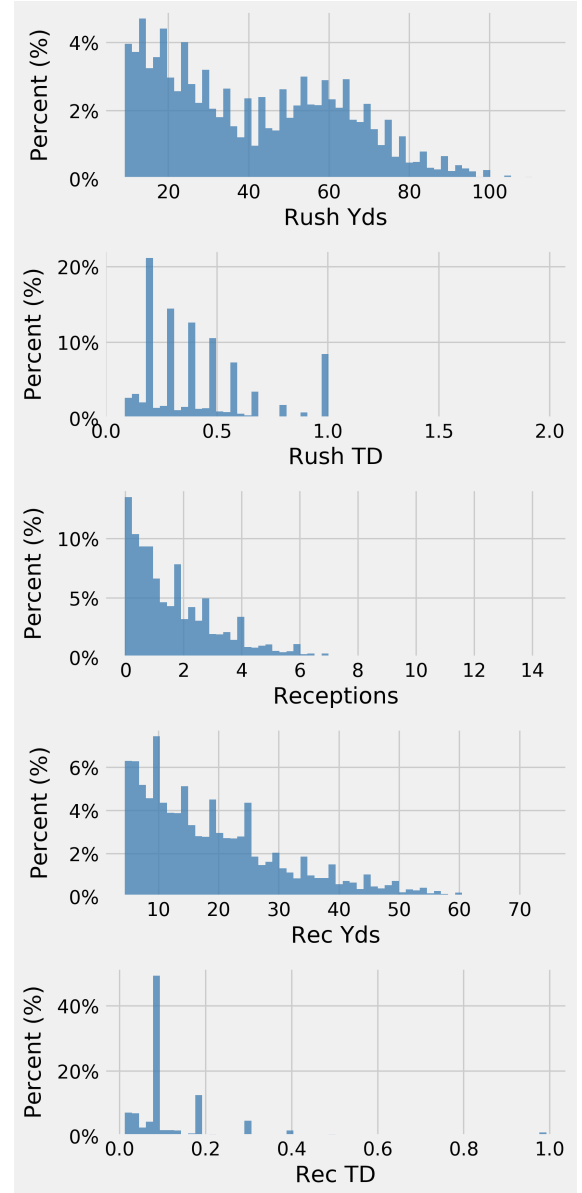 4%
2%
0%
Percent (%)
20 40 60 80 100
Rush Yds
20%
10%
0%
Percent (%)
0.0 0.5 1.0 1.5 2.0
Rush TD
10%
5%
0%
Percent (%)
0 2 4 6 8 10 12 14
Receptions
6%
4%
2%
0%
Percent (%)
10 20 30 40 50 60 70
Rec Yds
40%
20%
0%
Percent (%)
0.0 0.2 0.4 0.6 0.8 1.0
Rec TD